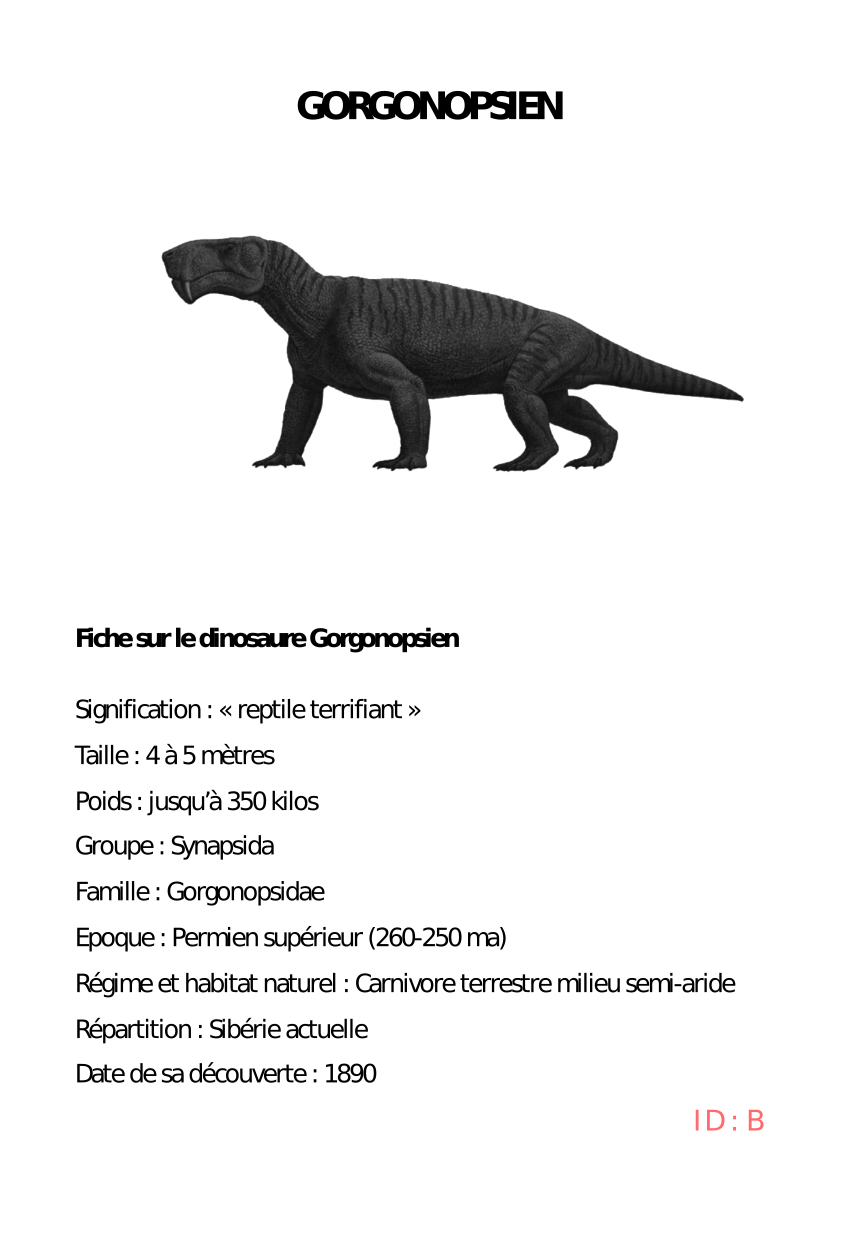 GORGONOPSIEN
Fiche sur le dinosaure Gorgonopsien
Signification : « reptile terrifiant »
Taille : 4 à 5 mètres
Poids : jusqu’à 350 kilos
Groupe : Synapsida
Famille : Gorgonopsidae
Epoque : Permien supérieur (260-250 ma)
Régime et habitat naturel : Carnivore terrestre milieu semi-aride
Répartition : Sibérie actuelle
Date de sa découverte : 1890
ID : B